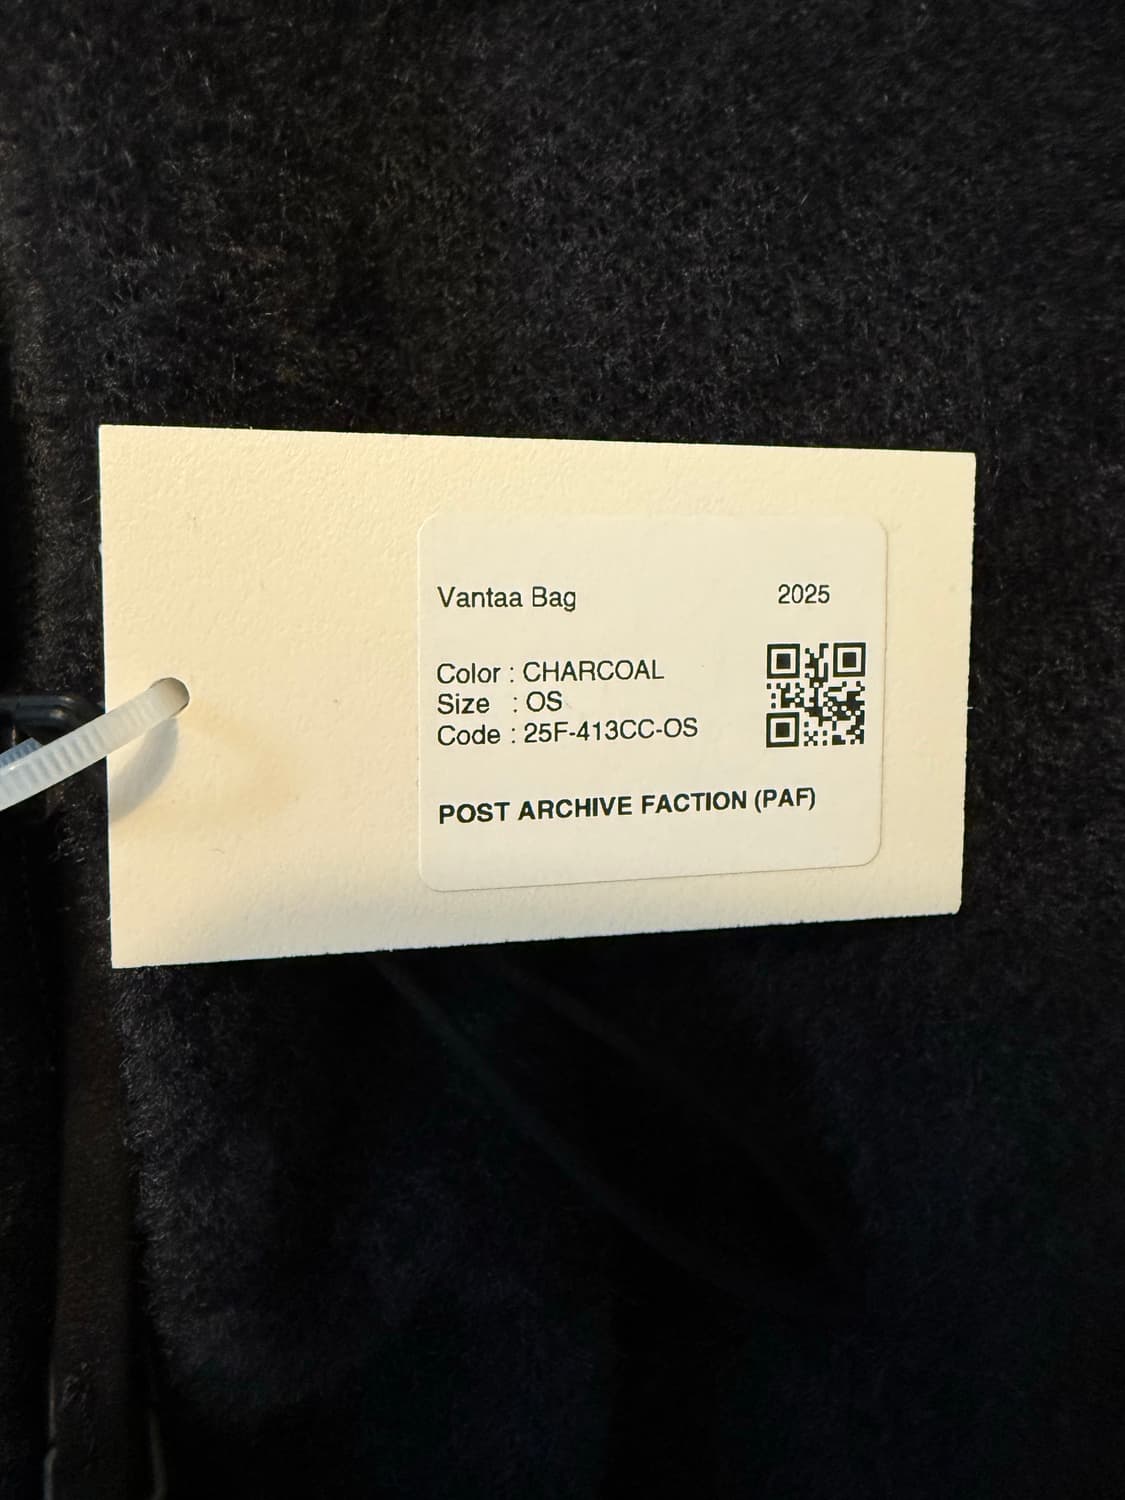 Vantaa Bag 2025
Color : CHARCOAL
Size : OS
Code : 25F-413CC-OS
POST ARCHIVE FACTION (PAF)